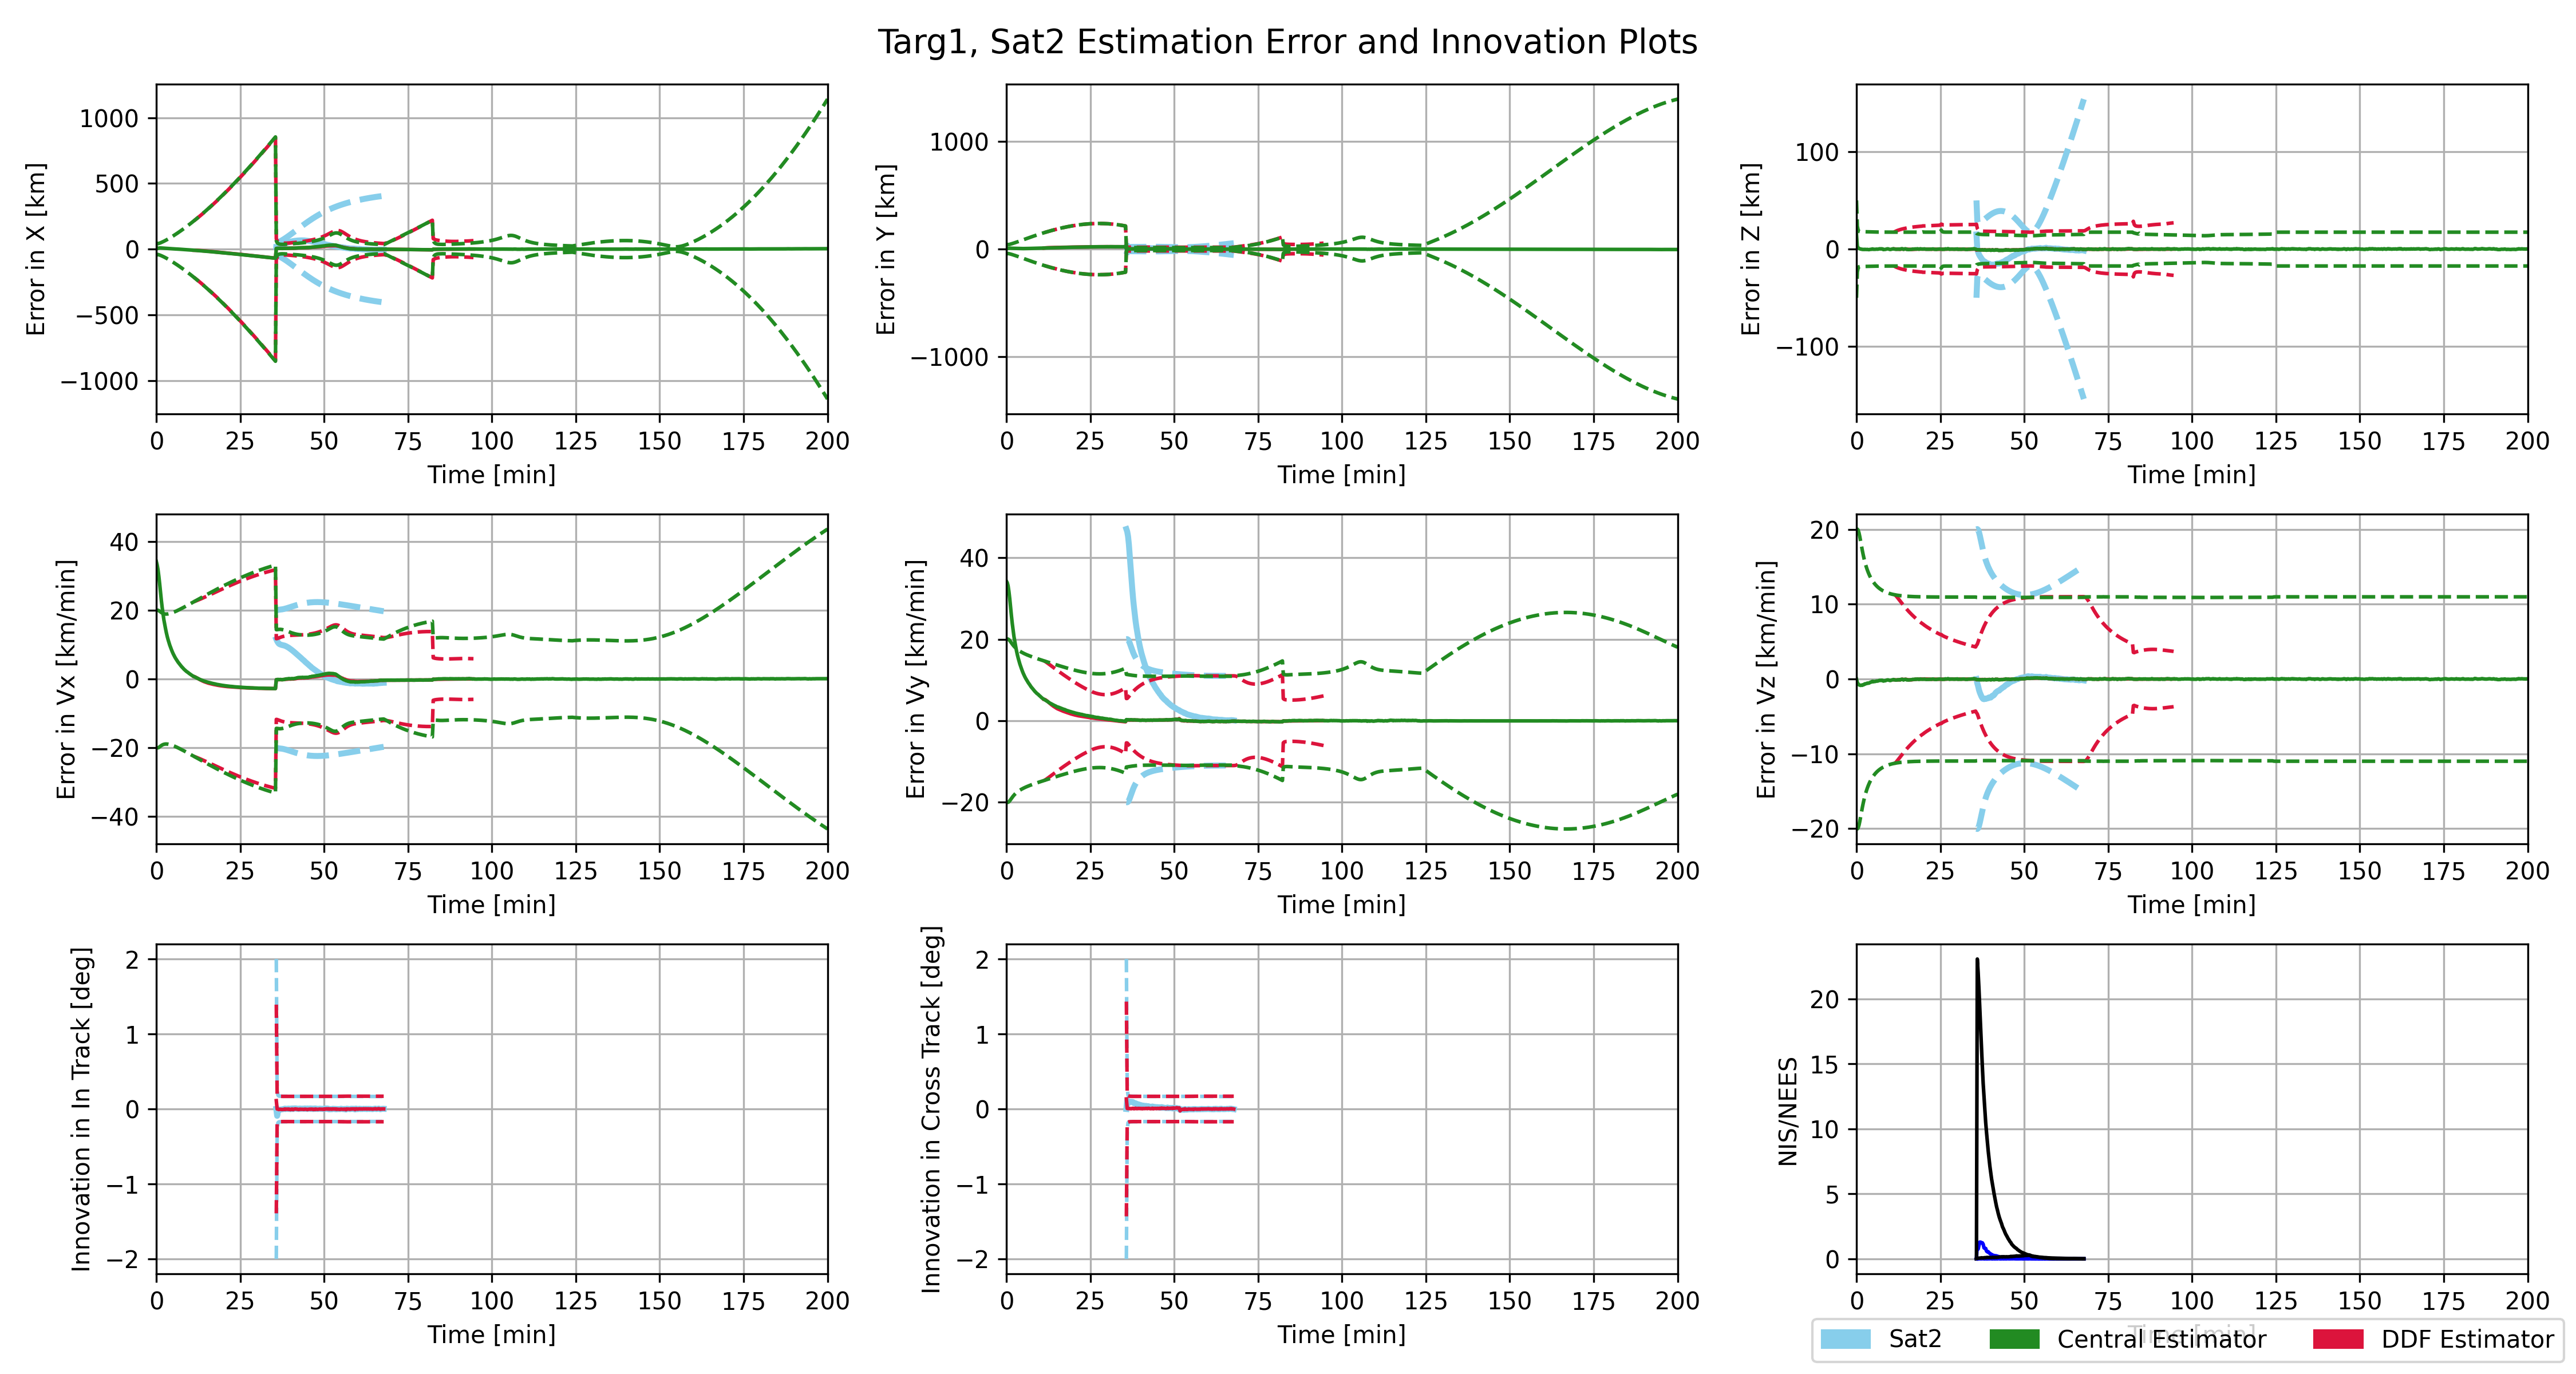 Targ1, Sat2 Estimation Error and Innovation Plots
Error in X [km]
1000
500
0
−500
−1000
0 25 50 75 100 125 150 175 200
Time [min]
Error in Y [km]
1000
0
−1000
0 25 50 75 100 125 150 175 200
Time [min]
Error in Z [km]
100
0
−100
0 25 50 75 100 125 150 175 200
Time [min]
Error in Vx [km/min]
40
20
0
−20
−40
0 25 50 75 100 125 150 175 200
Time [min]
Error in Vy [km/min]
40
20
0
−20
0 25 50 75 100 125 150 175 200
Time [min]
Error in Vz [km/min]
20
10
0
−10
−20
0 25 50 75 100 125 150 175 200
Time [min]
Innovation in In Track [deg]
2
1
0
−1
−2
0 25 50 75 100 125 150 175 200
Time [min]
Innovation in Cross Track [deg]
2
1
0
−1
−2
0 25 50 75 100 125 150 175 200
Time [min]
NIS/NEES
20
15
10
5
0
0 25 50 75 100 125 150 175 200
Time [min]
Sat2 Central Estimator DDF Estimator